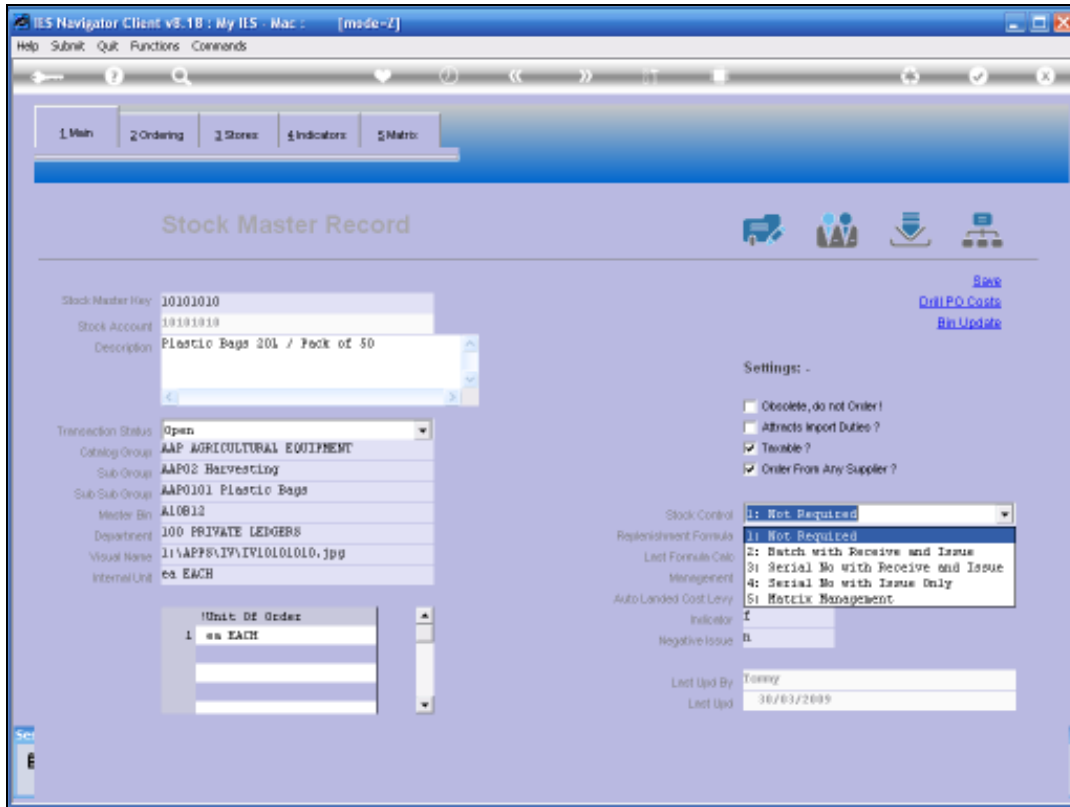 IES Navigator Client v8.18 : My IES - Mac : [mode=Z]
Help Submit Quit Functions Commands
1 Main 2 Ordering 3 Stores 4 Indicators 5 Matrix
Stock Master Record
Save
Drill PO Costs
Bin Update
Stock Master Key 10101010
Stock Account 10101010
Description Plastic Bags 20L / Pack of 50
Settings: -
Obsolete, do not Order !
Attracts Import Duties ?
Taxable ?
Order From Any Supplier ?
Transaction Status Open
Catalog Group AAP AGRICULTURAL EQUIPMENT
Sub Group AAP02 Harvesting
Sub Sub Group AAP0101 Plastic Bags
Master Bin A10B12
Department 100 PRIVATE LEDGERS
Visual Name 1:\APPS\IV\IV10101010.jpg
Internal Unit ea EACH
!Unit Of Order
1 ea EACH
Stock Control 1: Not Required
Replenishment Formula 1: Not Required
Last Formula Calc 2: Batch with Receive and Issue
3: Serial No with Receive and Issue
Management 4: Serial No with Issue Only
Auto Landed Cost Levy 5: Matrix Management
Indicator f
Negative Issue n
Last Upd By Tommy
Last Upd 30/03/2009